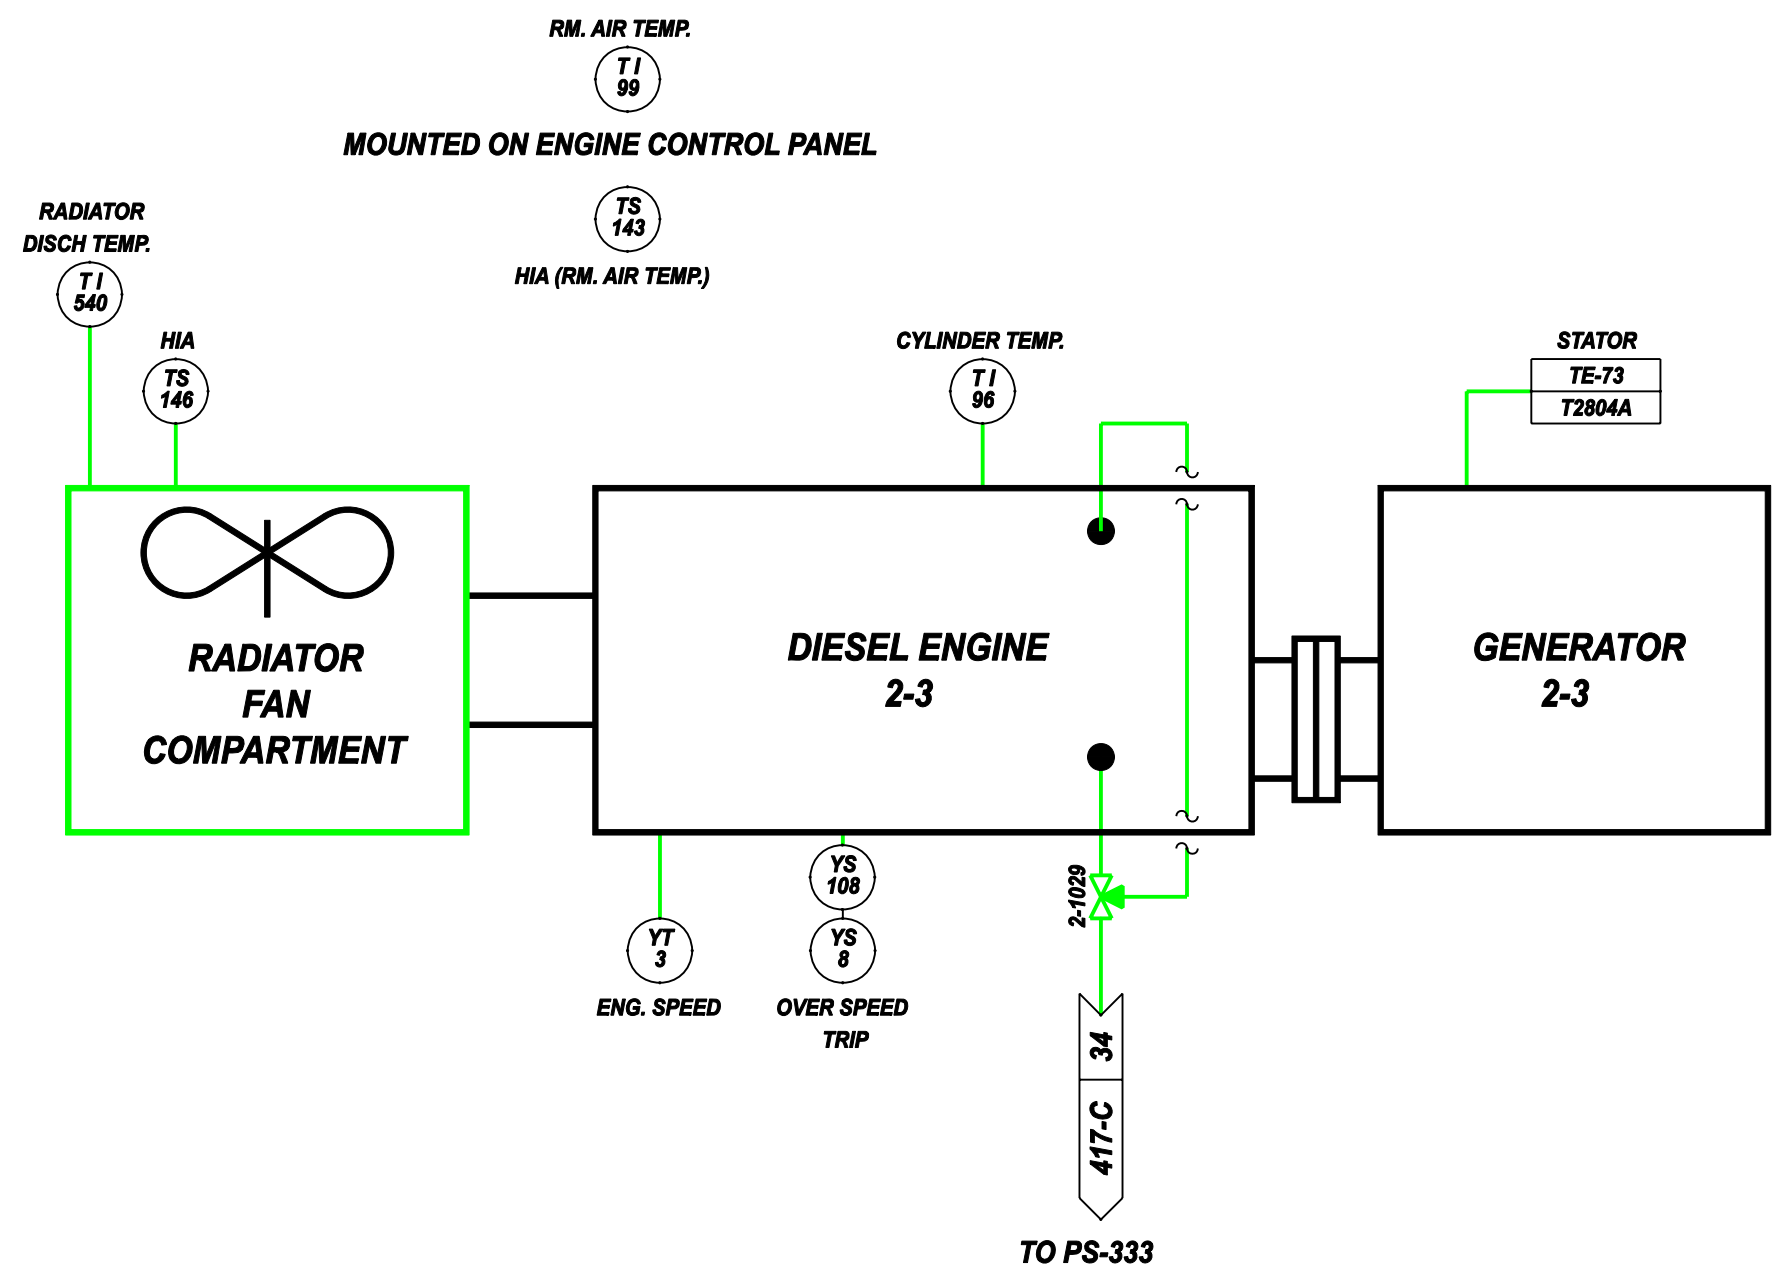 RM. AIR TEMP.
T I
99
MOUNTED ON ENGINE CONTROL PANEL
TS
143
HIA (RM. AIR TEMP.)
RADIATOR
DISCH TEMP.
T I
540
HIA
TS
146
CYLINDER TEMP.
T I
96
STATOR
TE-73
T2804A
RADIATOR
FAN
COMPARTMENT
DIESEL ENGINE
2-3
GENERATOR
2-3
YT
3
ENG. SPEED
YS
108
YS
8
OVER SPEED
TRIP
2-1029
34
417-C
TO PS-333